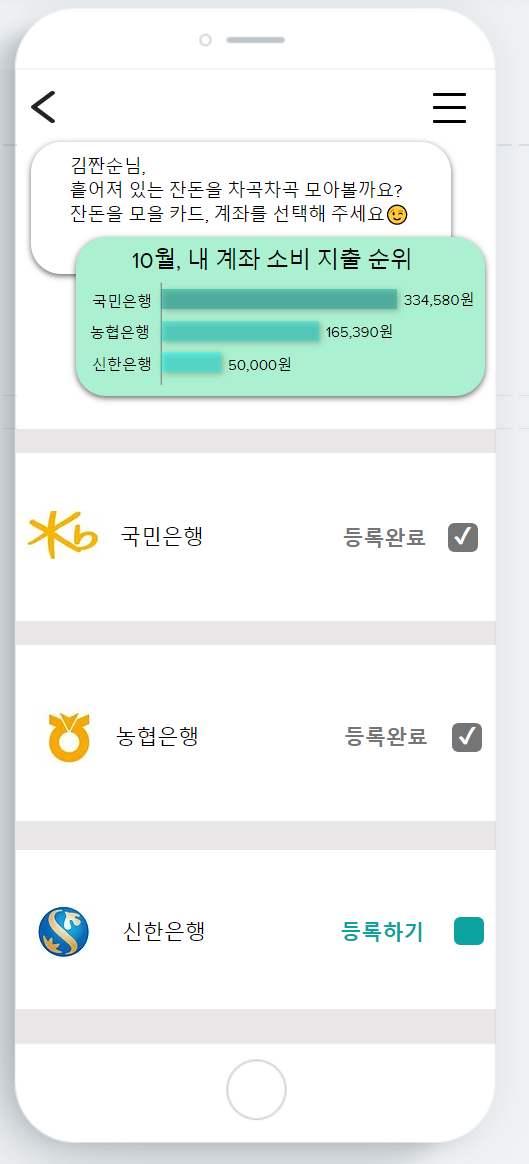 김짠순님,
흩어져 있는 잔돈을 차곡차곡 모아볼까요?
잔돈을 모을 카드, 계좌를 선택해 주세요😉
10월, 내 계좌 소비 지출 순위
국민은행 334,580원
농협은행 165,390원
신한은행 50,000원
Kb 국민은행 등록완료
농협은행 등록완료
신한은행 등록하기